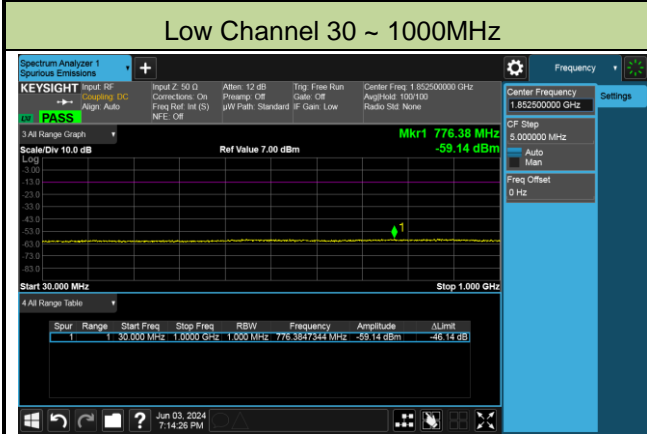 Low Channel 30 ~ 1000MHz
Spectrum Analyzer 1
Spurious Emissions
+
Frequency
KEYSIGHT
Input: RF
Coupling: DC
Align: Auto
Input Z: 50 Ω
Corrections: On
Freq Ref: Int (S)
NFE: Off
Atten: 12 dB
Preamp: Off
µW Path: Standard
Trig: Free Run
Gate: Off
IF Gain: Low
Center Freq: 1.852500000 GHz
Avg|Hold: 100/100
Radio Std: None
PASS
Center Frequency
1.852500000 GHz
Settings
CF Step
5.000000 MHz
Auto
Man
Freq Offset
0 Hz
3 All Range Graph
Mkr1 776.38 MHz
Scale/Div 10.0 dB
Ref Value 7.00 dBm
-59.14 dBm
Log
-3.00
-13.0
-23.0
-33.0
-43.0
-53.0
-63.0
-73.0
-83.0
1
Start 30.000 MHz
Stop 1.000 GHz
4 All Range Table
Spur Range Start Freq Stop Freq RBW Frequency Amplitude ΔLimit
1 1 30.000 MHz 1.0000 GHz 1.000 MHz 776.3847344 MHz -59.14 dBm -46.14 dB
?
Jun 03, 2024
7:14:26 PM